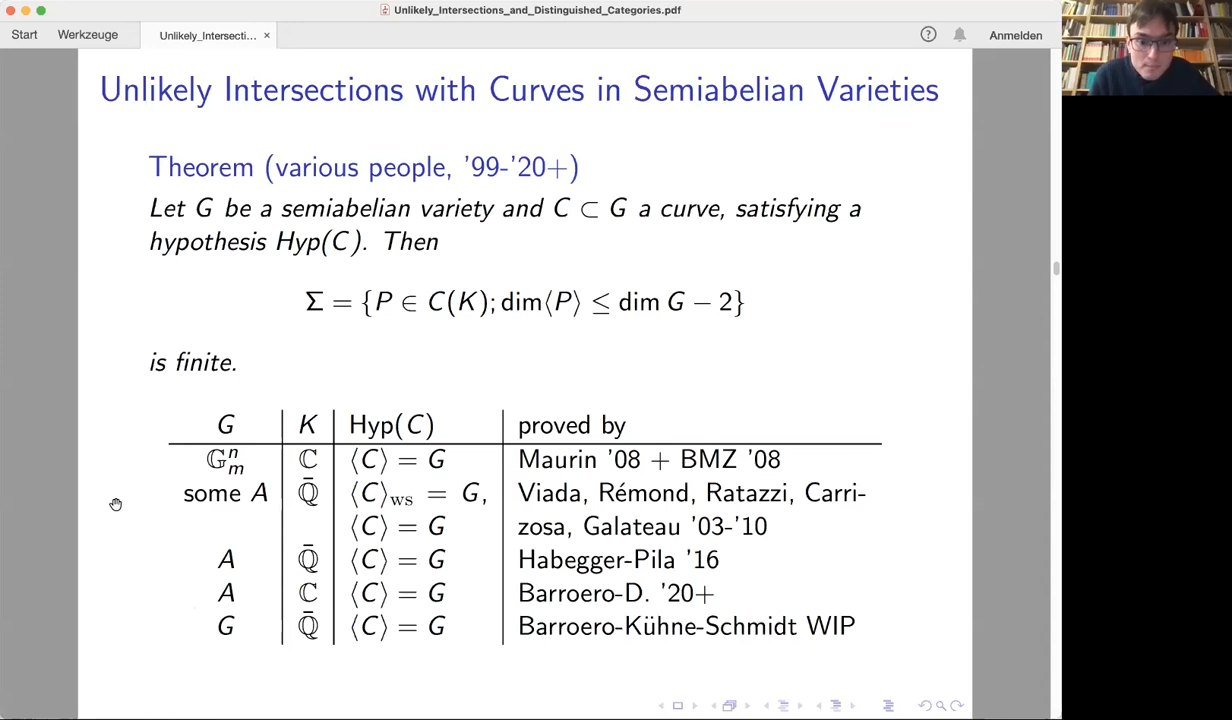 Unlikely_Intersections_and_Distinguished_Categories.pdf
Start Werkzeuge Unlikely_Intersecti... × Anmelden
Unlikely Intersections with Curves in Semiabelian Varieties
Theorem (various people, '99-'20+)
Let G be a semiabelian variety and C ⊂ G a curve, satisfying a
hypothesis Hyp(C). Then
Σ = {P ∈ C(K); dim⟨P⟩ ≤ dim G − 2}
is finite.
G K Hyp(C) proved by
𝔾ₘⁿ ℂ ⟨C⟩ = G Maurin '08 + BMZ '08
some A ℚ̄ ⟨C⟩ws = G, Viada, Rémond, Ratazzi, Carri-
⟨C⟩ = G zosa, Galateau '03-'10
A ℚ̄ ⟨C⟩ = G Habegger-Pila '16
A ℂ ⟨C⟩ = G Barroero-D. '20+
G ℚ̄ ⟨C⟩ = G Barroero-Kühne-Schmidt WIP